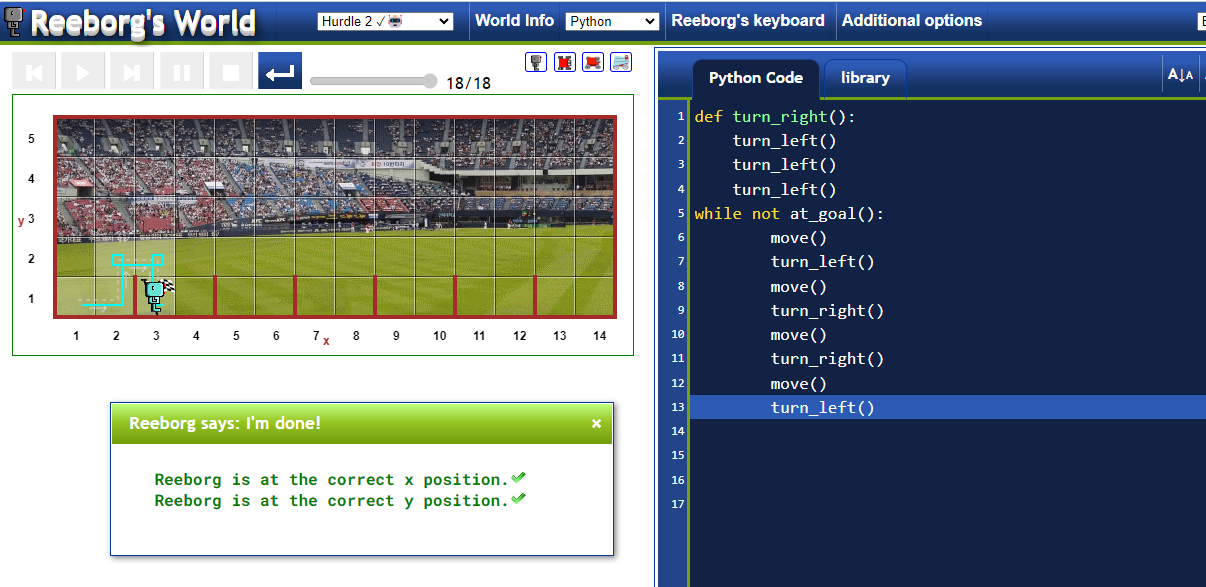 Reeborg's World
Hurdle 2 ✓
World Info
Python
Reeborg's keyboard
Additional options
18/18
Python Code
library
A↓A
5
4
y 3
2
1
1 2 3 4 5 6 7 x 8 9 10 11 12 13 14
Reeborg says: I'm done!
×
Reeborg is at the correct x position.✓
Reeborg is at the correct y position.✓
1 def turn_right():
2 turn_left()
3 turn_left()
4 turn_left()
5 while not at_goal():
6 move()
7 turn_left()
8 move()
9 turn_right()
10 move()
11 turn_right()
12 move()
13 turn_left()
14
15
16
17